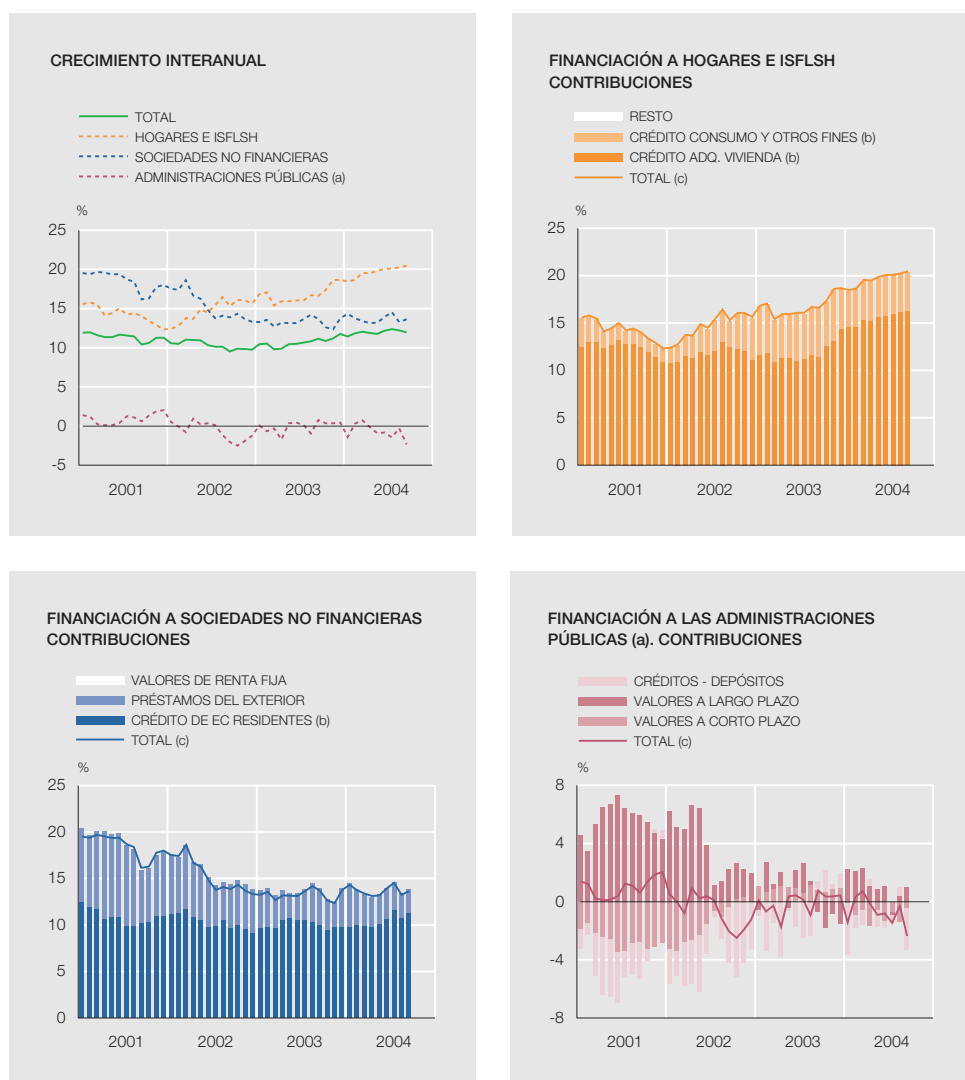 CRECIMIENTO INTERANUAL
TOTAL
HOGARES E ISFLSH
SOCIEDADES NO FINANCIERAS
ADMINISTRACIONES PÚBLICAS (a)
%
25
20
15
10
5
0
-5
2001 2002 2003 2004
FINANCIACIÓN A HOGARES E ISFLSH
CONTRIBUCIONES
RESTO
CRÉDITO CONSUMO Y OTROS FINES (b)
CRÉDITO ADQ. VIVIENDA (b)
TOTAL (c)
%
25
20
15
10
5
0
2001 2002 2003 2004
FINANCIACIÓN A SOCIEDADES NO FINANCIERAS
CONTRIBUCIONES
VALORES DE RENTA FIJA
PRÉSTAMOS DEL EXTERIOR
CRÉDITO DE EC RESIDENTES (b)
TOTAL (c)
%
25
20
15
10
5
0
2001 2002 2003 2004
FINANCIACIÓN A LAS ADMINISTRACIONES
PÚBLICAS (a). CONTRIBUCIONES
CRÉDITOS - DEPÓSITOS
VALORES A LARGO PLAZO
VALORES A CORTO PLAZO
TOTAL (c)
%
8
4
0
-4
-8
2001 2002 2003 2004